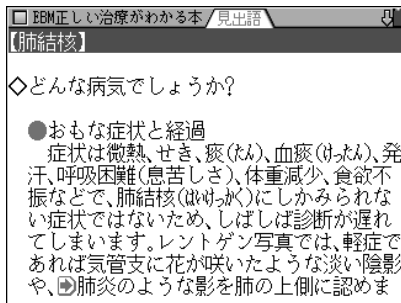 EBM正しい治療がわかる本 見出語
【肺結核】
◇どんな病気でしょうか?
●おもな症状と経過
症状は微熱、せき、痰(たん)、血痰(けったん)、発
汗、呼吸困難(息苦しさ)、体重減少、食欲不
振などで、肺結核(はいけっかく)にしかみられな
い症状ではないため、しばしば診断が遅れ
てしまいます。レントゲン写真では、軽症で
あれば気管支に花が咲いたような淡い陰影
や、肺炎のような影を肺の上側に認めま